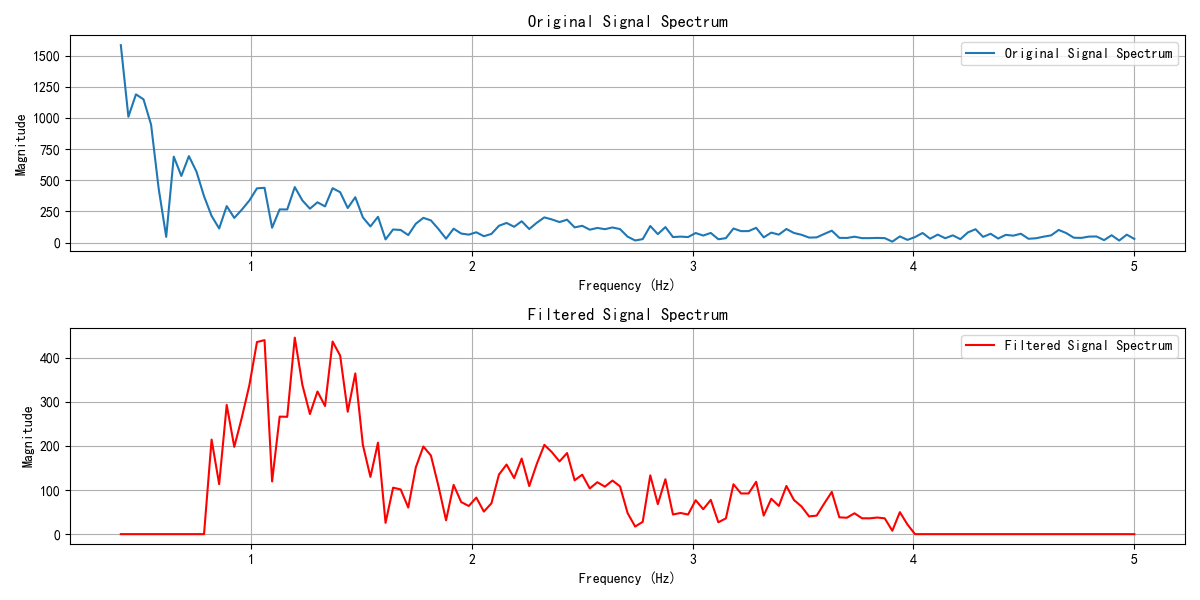 Original Signal Spectrum
Original Signal Spectrum
Magnitude
1500
1250
1000
750
500
250
0
1 2 3 4 5
Frequency (Hz)
Filtered Signal Spectrum
Filtered Signal Spectrum
Magnitude
400
300
200
100
0
1 2 3 4 5
Frequency (Hz)